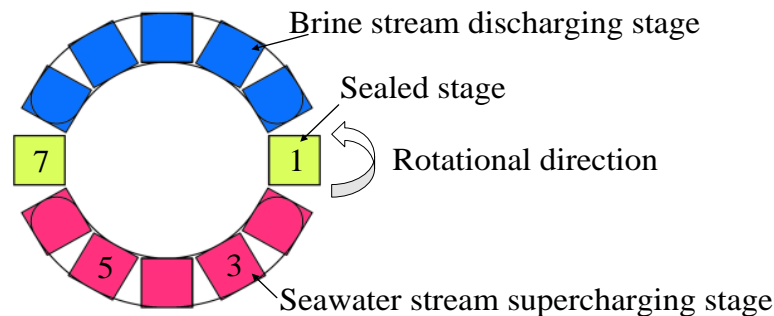 Brine stream discharging stage
Sealed stage
7
1
Rotational direction
5
3
Seawater stream supercharging stage